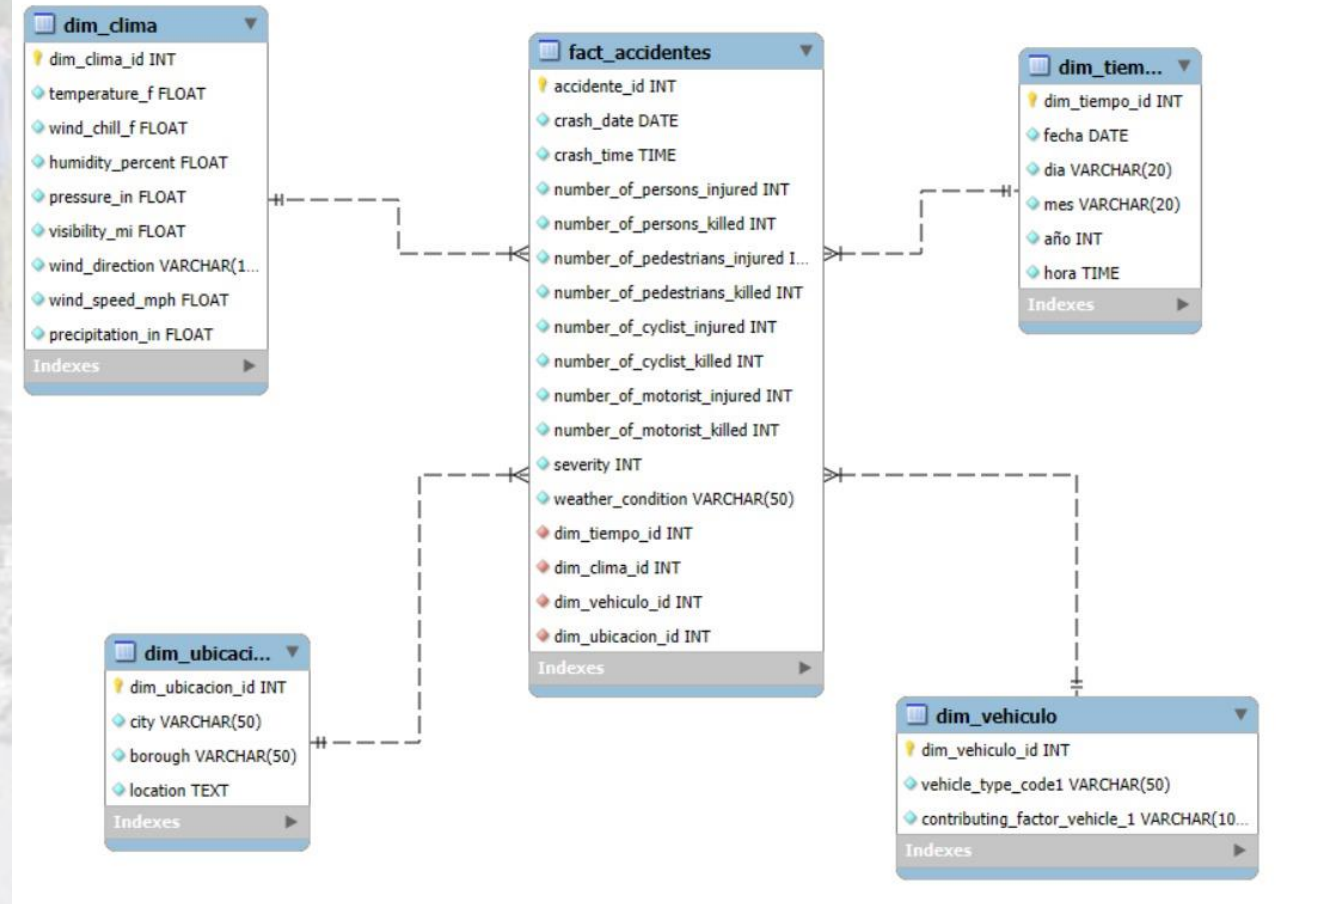 dim_clima
dim_clima_id INT
temperature_f FLOAT
wind_chill_f FLOAT
humidity_percent FLOAT
pressure_in FLOAT
visibility_mi FLOAT
wind_direction VARCHAR(1...
wind_speed_mph FLOAT
precipitation_in FLOAT
Indexes
fact_accidentes
accidente_id INT
crash_date DATE
crash_time TIME
number_of_persons_injured INT
number_of_persons_killed INT
number_of_pedestrians_injured I...
number_of_pedestrians_killed INT
number_of_cyclist_injured INT
number_of_cyclist_killed INT
number_of_motorist_injured INT
number_of_motorist_killed INT
severity INT
weather_condition VARCHAR(50)
dim_tiempo_id INT
dim_clima_id INT
dim_vehiculo_id INT
dim_ubicacion_id INT
Indexes
dim_tiem...
dim_tiempo_id INT
fecha DATE
dia VARCHAR(20)
mes VARCHAR(20)
año INT
hora TIME
Indexes
dim_ubicaci...
dim_ubicacion_id INT
city VARCHAR(50)
borough VARCHAR(50)
location TEXT
Indexes
dim_vehiculo
dim_vehiculo_id INT
vehicle_type_code1 VARCHAR(50)
contributing_factor_vehicle_1 VARCHAR(10...
Indexes